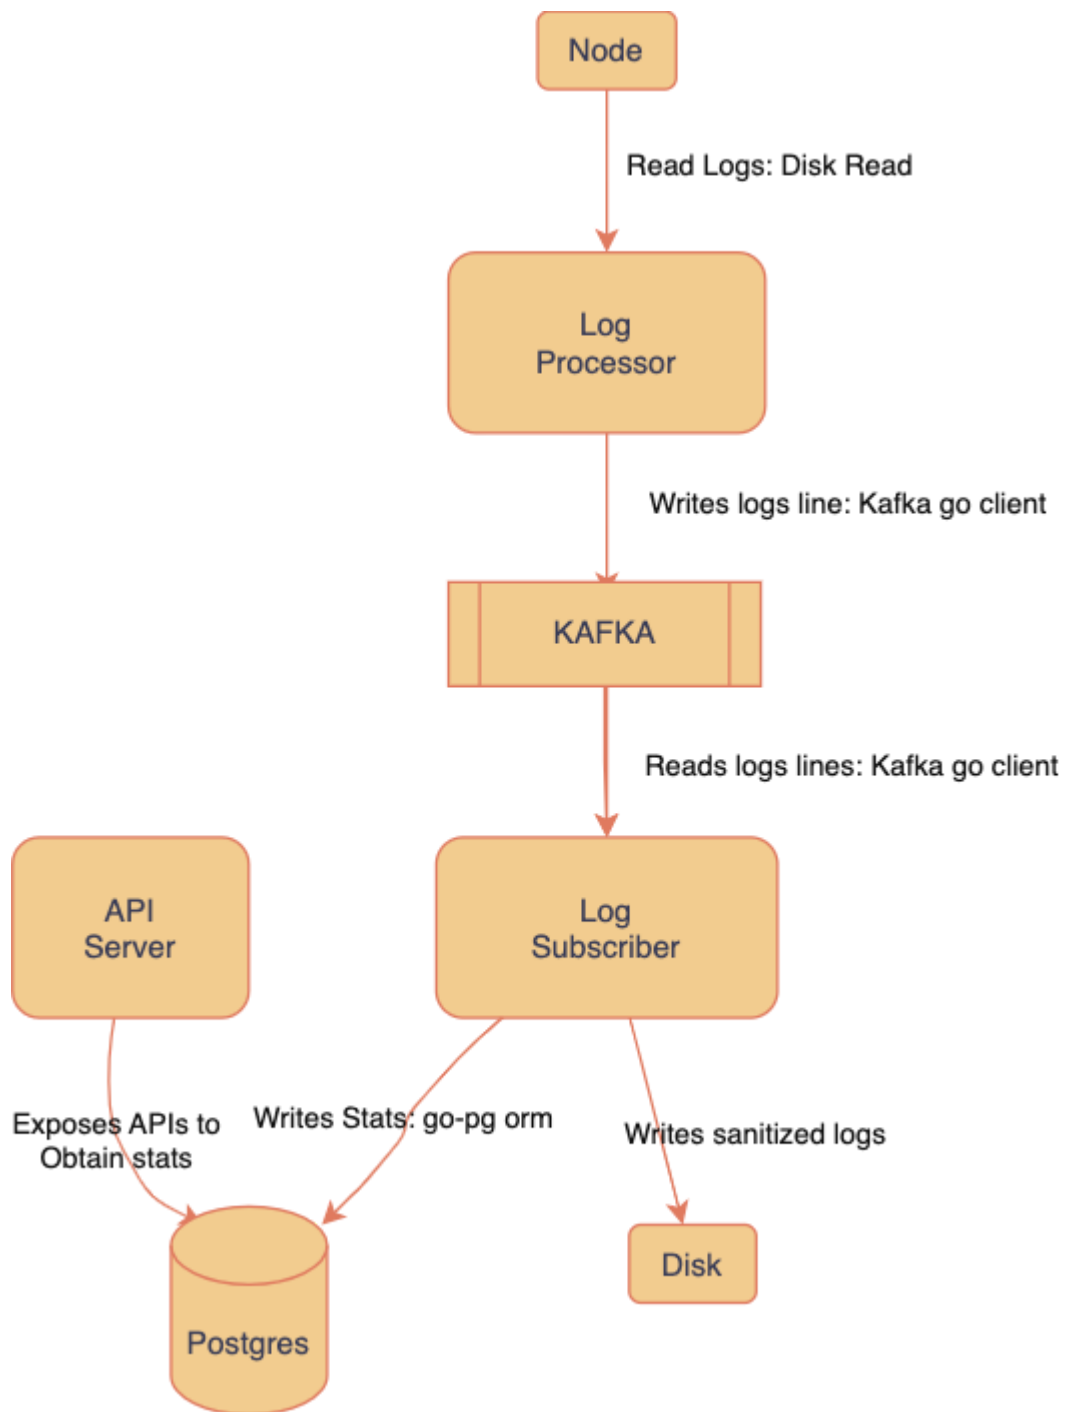 Node
Read Logs: Disk Read
Log
Processor
Writes logs line: Kafka go client
KAFKA
Reads logs lines: Kafka go client
API
Server
Log
Subscriber
Exposes APIs to
Obtain stats
Writes Stats: go-pg orm
Writes sanitized logs
Disk
Postgres